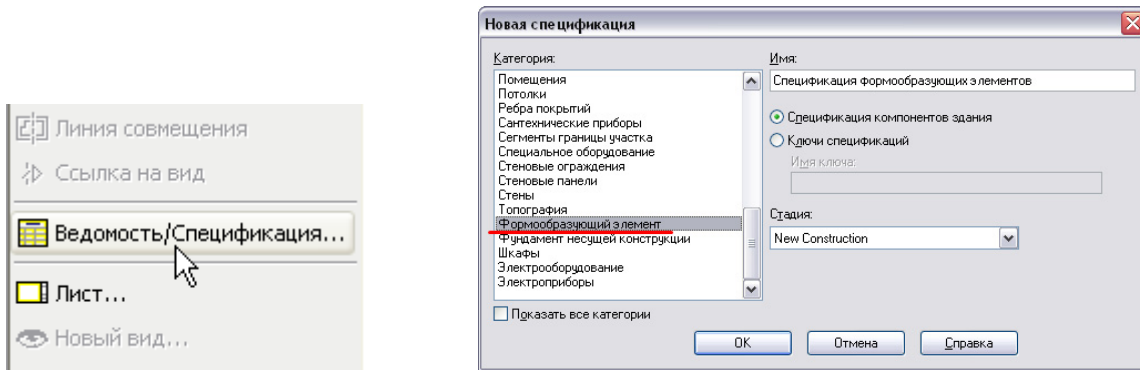 Линия совмещения
Ссылка на вид
Ведомость/Спецификация...
Лист...
Новый вид...
Новая спецификация
Категория:
Помещения
Потолки
Ребра покрытий
Сантехнические приборы
Сегменты границы участка
Специальное оборудование
Стеновые ограждения
Стеновые панели
Стены
Топография
Формообразующий элемент
Фундамент несущей конструкции
Шкафы
Электрооборудование
Электроприборы
Показать все категории
Имя:
Спецификация формообразующих элементов
Спецификация компонентов здания
Ключи спецификаций
Имя ключа:
Стадия:
New Construction
OK
Отмена
Справка